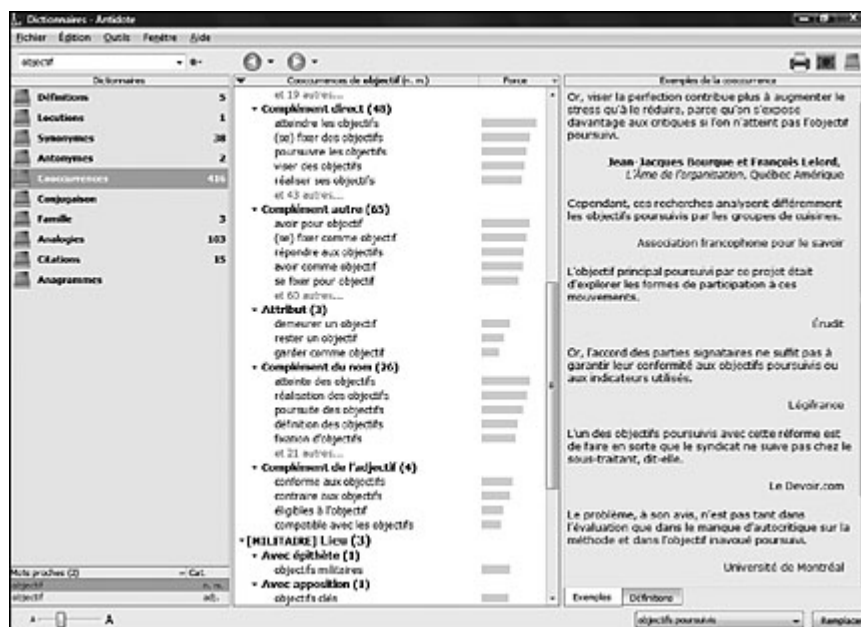 Dictionnaires - Antidote
Fichier Édition Outils Fenêtre Aide
objectif
Dictionnaires
Définitions 5
Locutions 1
Synonymes 38
Antonymes 2
Cooccurrences 416
Conjugaison
Famille 3
Analogies 103
Citations 15
Anagrammes
Mots proches (2) Cat.
objectif n. m.
objectif adj.
A A
Cooccurrences de objectif (n. m.) Force
et 19 autres...
Complément direct (48)
atteindre les objectifs
(se) fixer des objectifs
poursuivre les objectifs
viser des objectifs
réaliser ses objectifs
et 43 autres...
Complément autre (65)
avoir pour objectif
(se) fixer comme objectif
répondre aux objectifs
avoir comme objectif
se fixer pour objectif
et 60 autres...
Attribut (3)
demeurer un objectif
rester un objectif
garder comme objectif
Complément du nom (26)
atteinte des objectifs
réalisation des objectifs
poursuite des objectifs
définition des objectifs
fixation d'objectifs
et 21 autres...
Complément de l'adjectif (4)
conforme aux objectifs
contraire aux objectifs
éligibles à l'objectif
compatible avec les objectifs
[MILITAIRE] Lieu (3)
Avec épithète (1)
objectifs militaires
Avec apposition (1)
objectifs clés
Exemples de la cooccurrence
Or, viser la perfection contribue plus à augmenter le
stress qu'à le réduire, parce qu'on s'expose
davantage aux critiques si l'on n'atteint pas l'objectif
poursuivi.
Jean-Jacques Bourque et François Lelord,
L'Âme de l'organisation, Québec Amérique
Cependant, ces recherches analysent différemment
les objectifs poursuivis par les groupes de cuisines.
Association francophone pour le savoir
L'objectif principal poursuivi par ce projet était
d'explorer les formes de participation à ces
mouvements.
Érudit
Or, l'accord des parties signataires ne suffit pas à
garantir leur conformité aux objectifs poursuivis ou
aux indicateurs utilisés.
Légifrance
L'un des objectifs poursuivis avec cette réforme est
de faire en sorte que le syndicat ne suive pas chez le
sous-traitant, dit-elle.
Le Devoir.com
Le problème, à son avis, n'est pas tant dans
l'évaluation que dans le manque d'autocritique sur la
méthode et dans l'objectif inavoué poursuivi.
Université de Montréal
Exemples Définitions
objectifs poursuivis Remplace